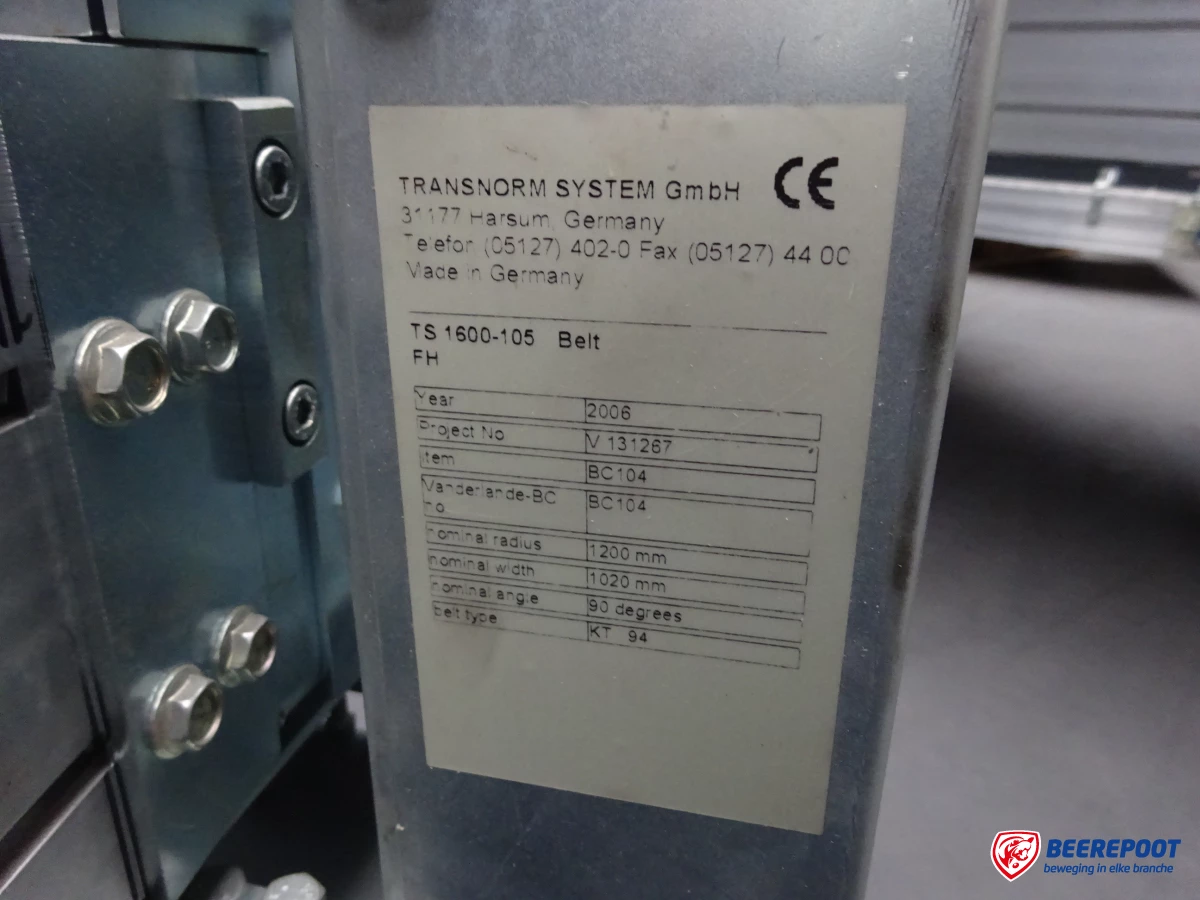 TRANSNORM SYSTEM GmbH CE
31177 Harsum, Germany
Telefon (05127) 402-0 Fax (05127) 44 00
Made in Germany
TS 1600-105 Belt
FH
Year 2006
Project No V 131267
Item BC104
Vanderlande-BC BC104
no.
nominal radius 1200 mm
nominal width 1020 mm
nominal angle 90 degrees
belt type KT 94
BEEREPOOT
beweging in elke branche